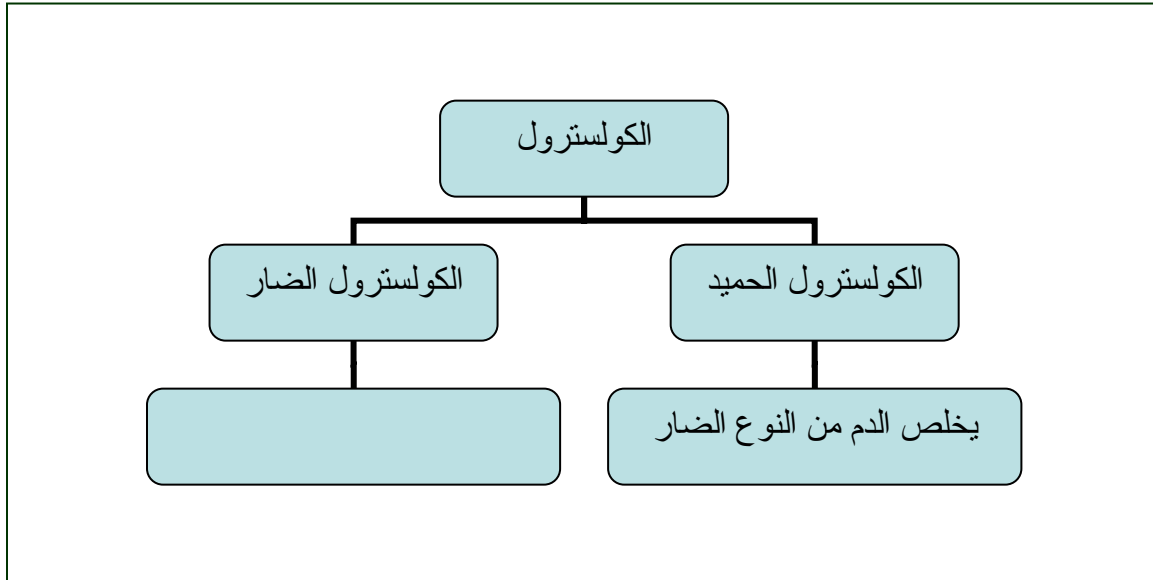 الكولسترول
الكولسترول الحميد
الكولسترول الضار
يخلص الدم من النوع الضار